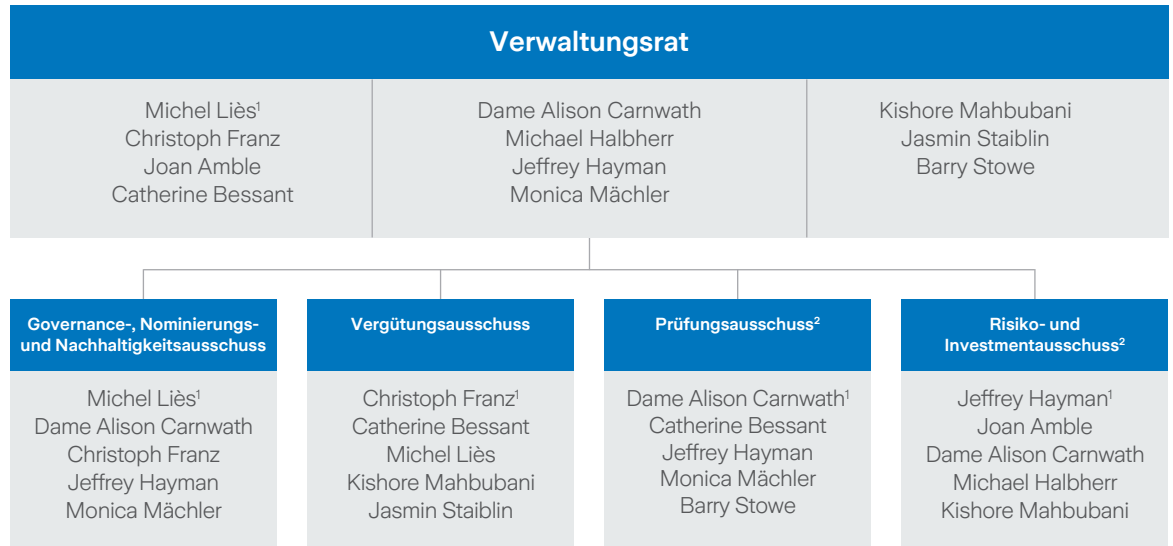 Verwaltungsrat
Michel Liès¹
Christoph Franz
Joan Amble
Catherine Bessant
Dame Alison Carnwath
Michael Halbherr
Jeffrey Hayman
Monica Mächler
Kishore Mahbubani
Jasmin Staiblin
Barry Stowe
Governance-, Nominierungs-
und Nachhaltigkeitsausschuss
Michel Liès¹
Dame Alison Carnwath
Christoph Franz
Jeffrey Hayman
Monica Mächler
Vergütungsausschuss
Christoph Franz¹
Catherine Bessant
Michel Liès
Kishore Mahbubani
Jasmin Staiblin
Prüfungsausschuss²
Dame Alison Carnwath¹
Catherine Bessant
Jeffrey Hayman
Monica Mächler
Barry Stowe
Risiko- und
Investmentausschuss²
Jeffrey Hayman¹
Joan Amble
Dame Alison Carnwath
Michael Halbherr
Kishore Mahbubani